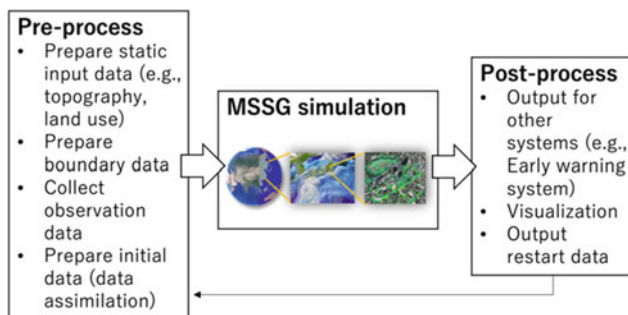 Pre-process
• Prepare static
input data (e.g.,
topography,
land use)
• Prepare
boundary data
• Collect
observation
data
• Prepare initial
data (data
assimilation)
MSSG simulation
Post-process
• Output for
other
systems (e.g.,
Early warning
system)
• Visualization
• Output
restart data